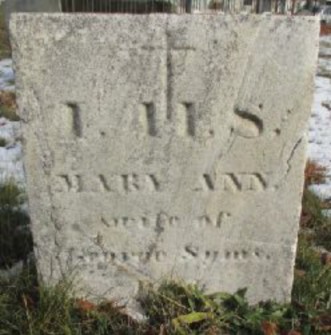 I. H. S.
MARY ANN.
wife of
George Syms.